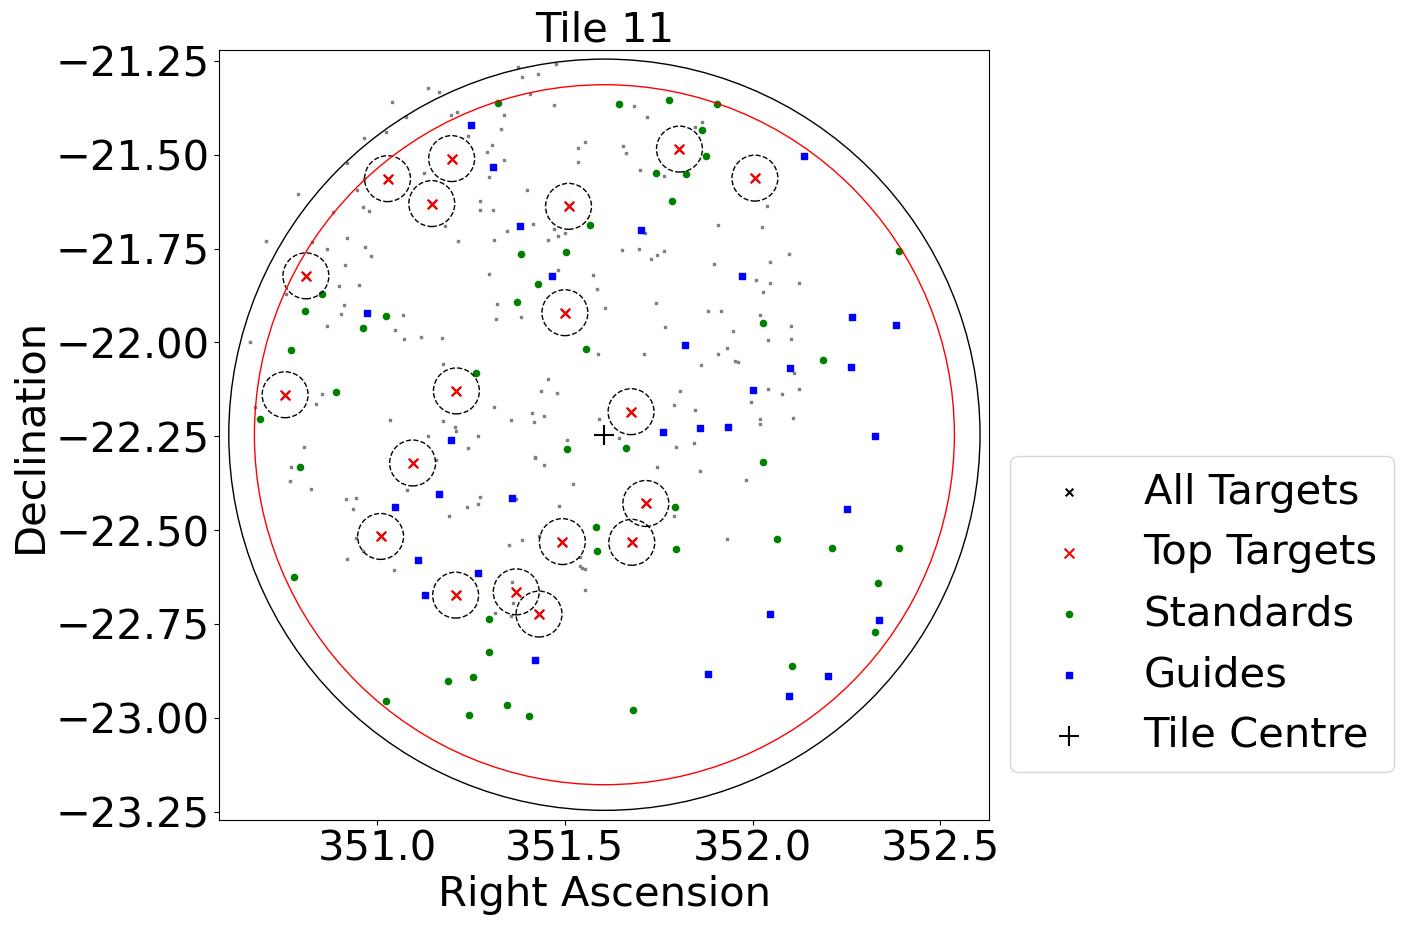 Tile 11
−21.25
−21.50
−21.75
−22.00
−22.25
−22.50
−22.75
−23.00
−23.25
Declination
351.0 351.5 352.0 352.5
Right Ascension
All Targets
Top Targets
Standards
Guides
Tile Centre